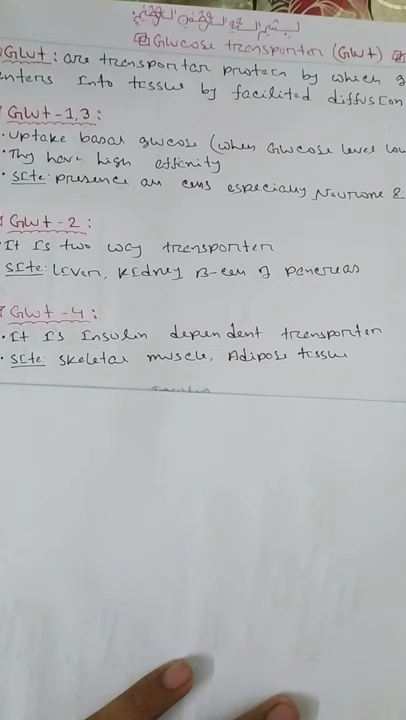 بسم الله الرحمن الرحيم
Glucose transporter (Glut)
Glut : are transporter protein by which g
enters Into tissue by facilited diffusion
Glut - 1,3 :
• Uptake basal glucose (when Glucose level low
• Thy have high effinity
• Site: presence all cells especially Neurone &
Glut - 2 :
• It Is two way transporter
Site: Liver, Kidney B-cell of pancreas
Glut - 4 :
• It Is Insulin dependent transporter
• Site: skeletal muscle, Adipose tissue